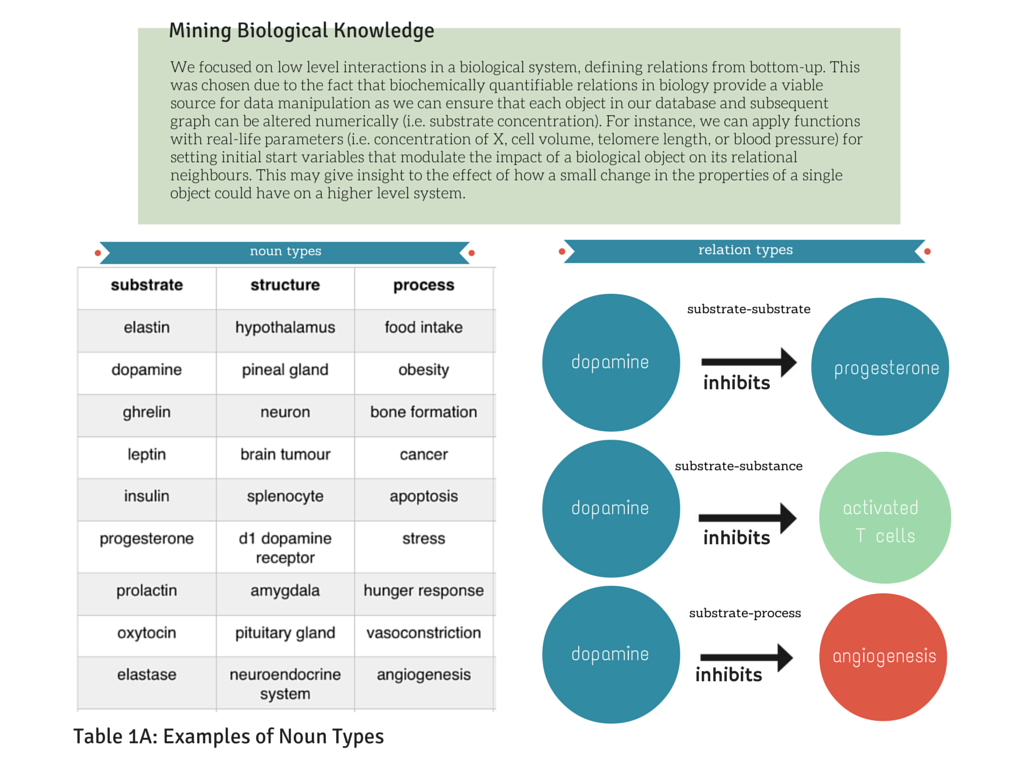 Mining Biological Knowledge
We focused on low level interactions in a biological system, defining relations from bottom-up. This
was chosen due to the fact that biochemically quantifiable relations in biology provide a viable
source for data manipulation as we can ensure that each object in our database and subsequent
graph can be altered numerically (i.e. substrate concentration). For instance, we can apply functions
with real-life parameters (i.e. concentration of X, cell volume, telomere length, or blood pressure) for
setting initial start variables that modulate the impact of a biological object on its relational
neighbours. This may give insight to the effect of how a small change in the properties of a single
object could have on a higher level system.
noun types
substrate structure process
elastin hypothalamus food intake
dopamine pineal gland obesity
ghrelin neuron bone formation
leptin brain tumour cancer
insulin splenocyte apoptosis
progesterone d1 dopamine stress
receptor
prolactin amygdala hunger response
oxytocin pituitary gland vasoconstriction
elastase neuroendocrine angiogenesis
system
Table 1A: Examples of Noun Types
relation types
substrate-substrate
dopamine progesterone
inhibits
substrate-substance
dopamine activated
T cells
inhibits
substrate-process
dopamine angiogenesis
inhibits